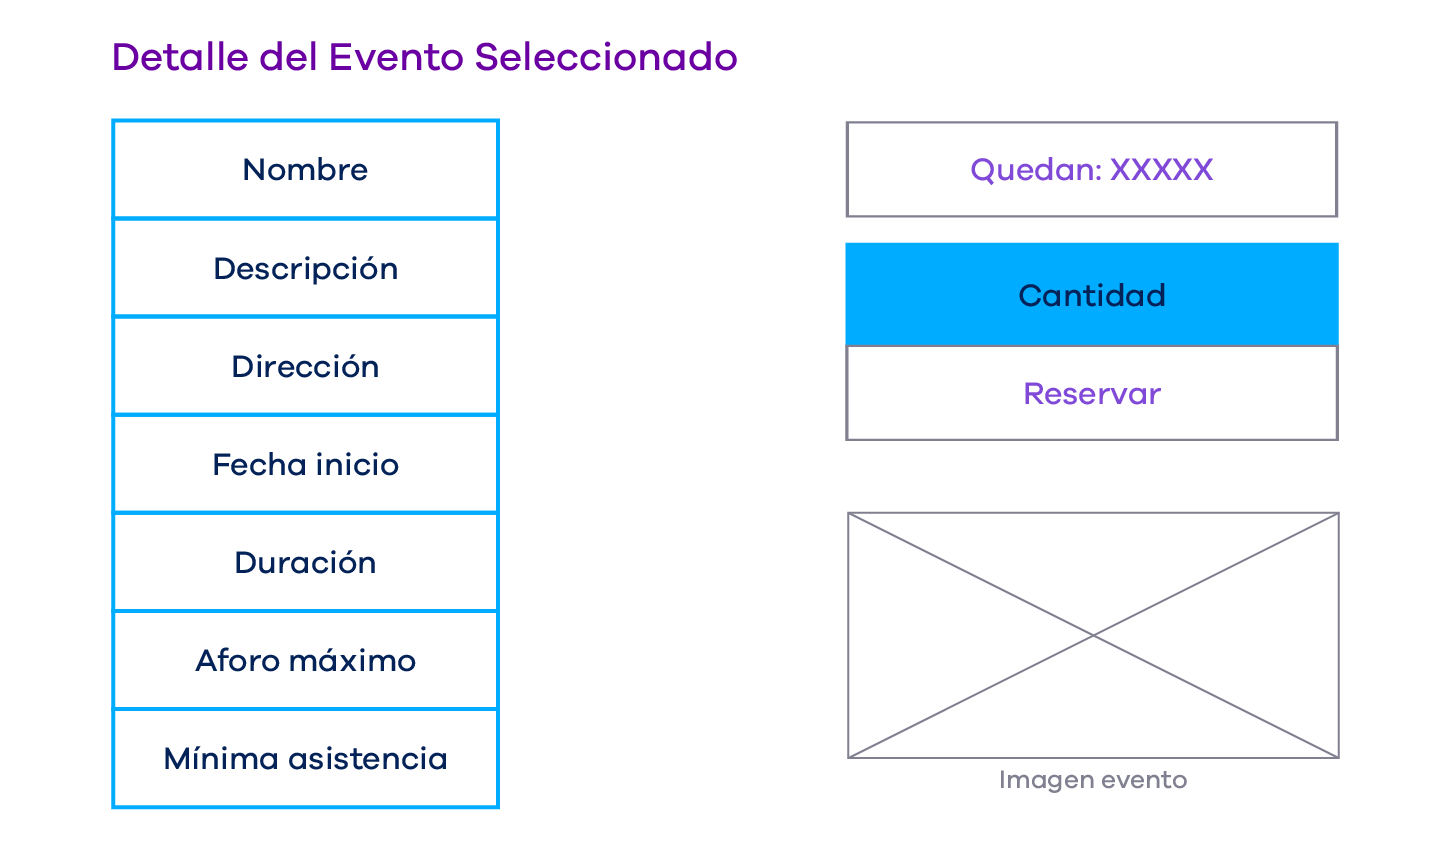 Detalle del Evento Seleccionado
Nombre
Descripción
Dirección
Fecha inicio
Duración
Aforo máximo
Mínima asistencia
Quedan: XXXXX
Cantidad
Reservar
Imagen evento